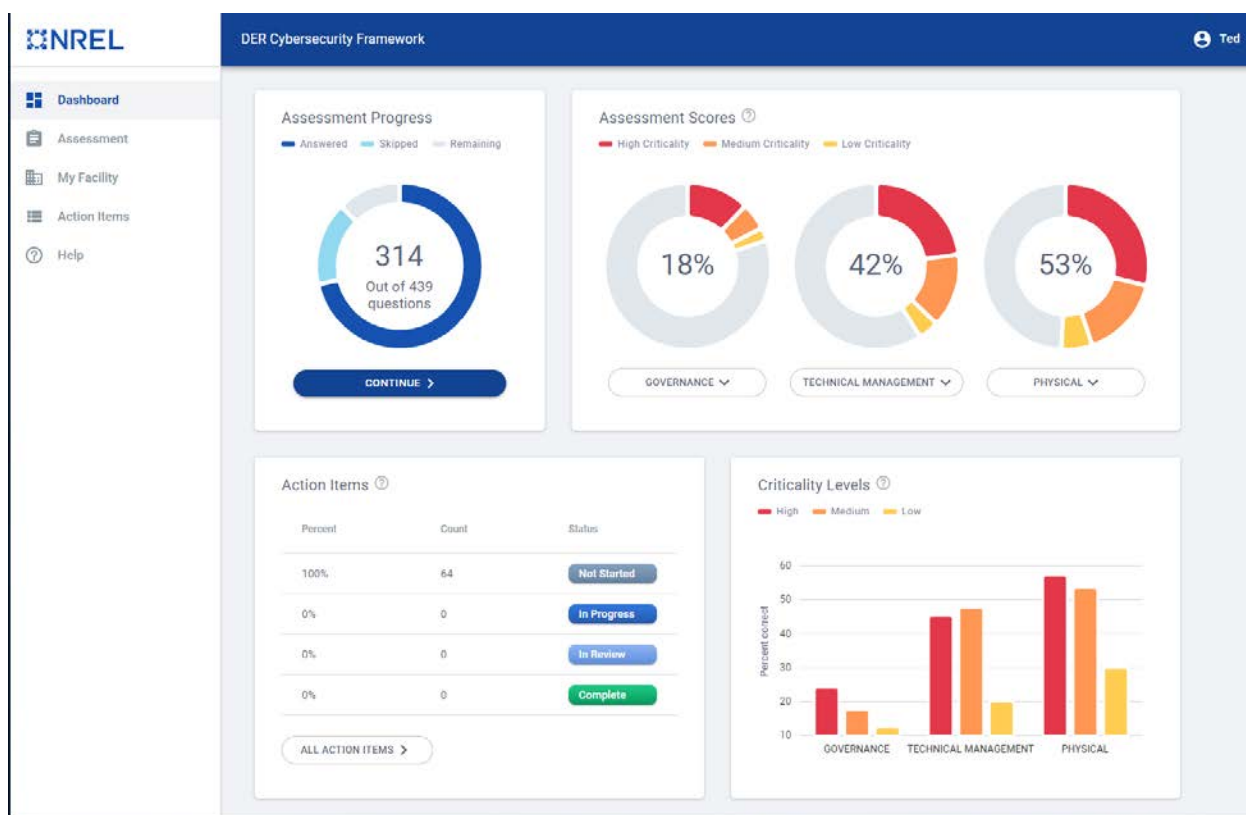 NREL
DER Cybersecurity Framework
Ted
Dashboard
Assessment
My Facility
Action Items
Help
Assessment Progress
Answered Skipped Remaining
314
Out of 439
questions
CONTINUE
Assessment Scores
High Criticality Medium Criticality Low Criticality
18%
42%
53%
GOVERNANCE
TECHNICAL MANAGEMENT
PHYSICAL
Action Items
Percent Count Status
100% 64 Not Started
0% 0 In Progress
0% 0 In Review
0% 0 Complete
ALL ACTION ITEMS
Criticality Levels
High Medium Low
Percent correct
60
50
40
30
20
10
GOVERNANCE TECHNICAL MANAGEMENT PHYSICAL